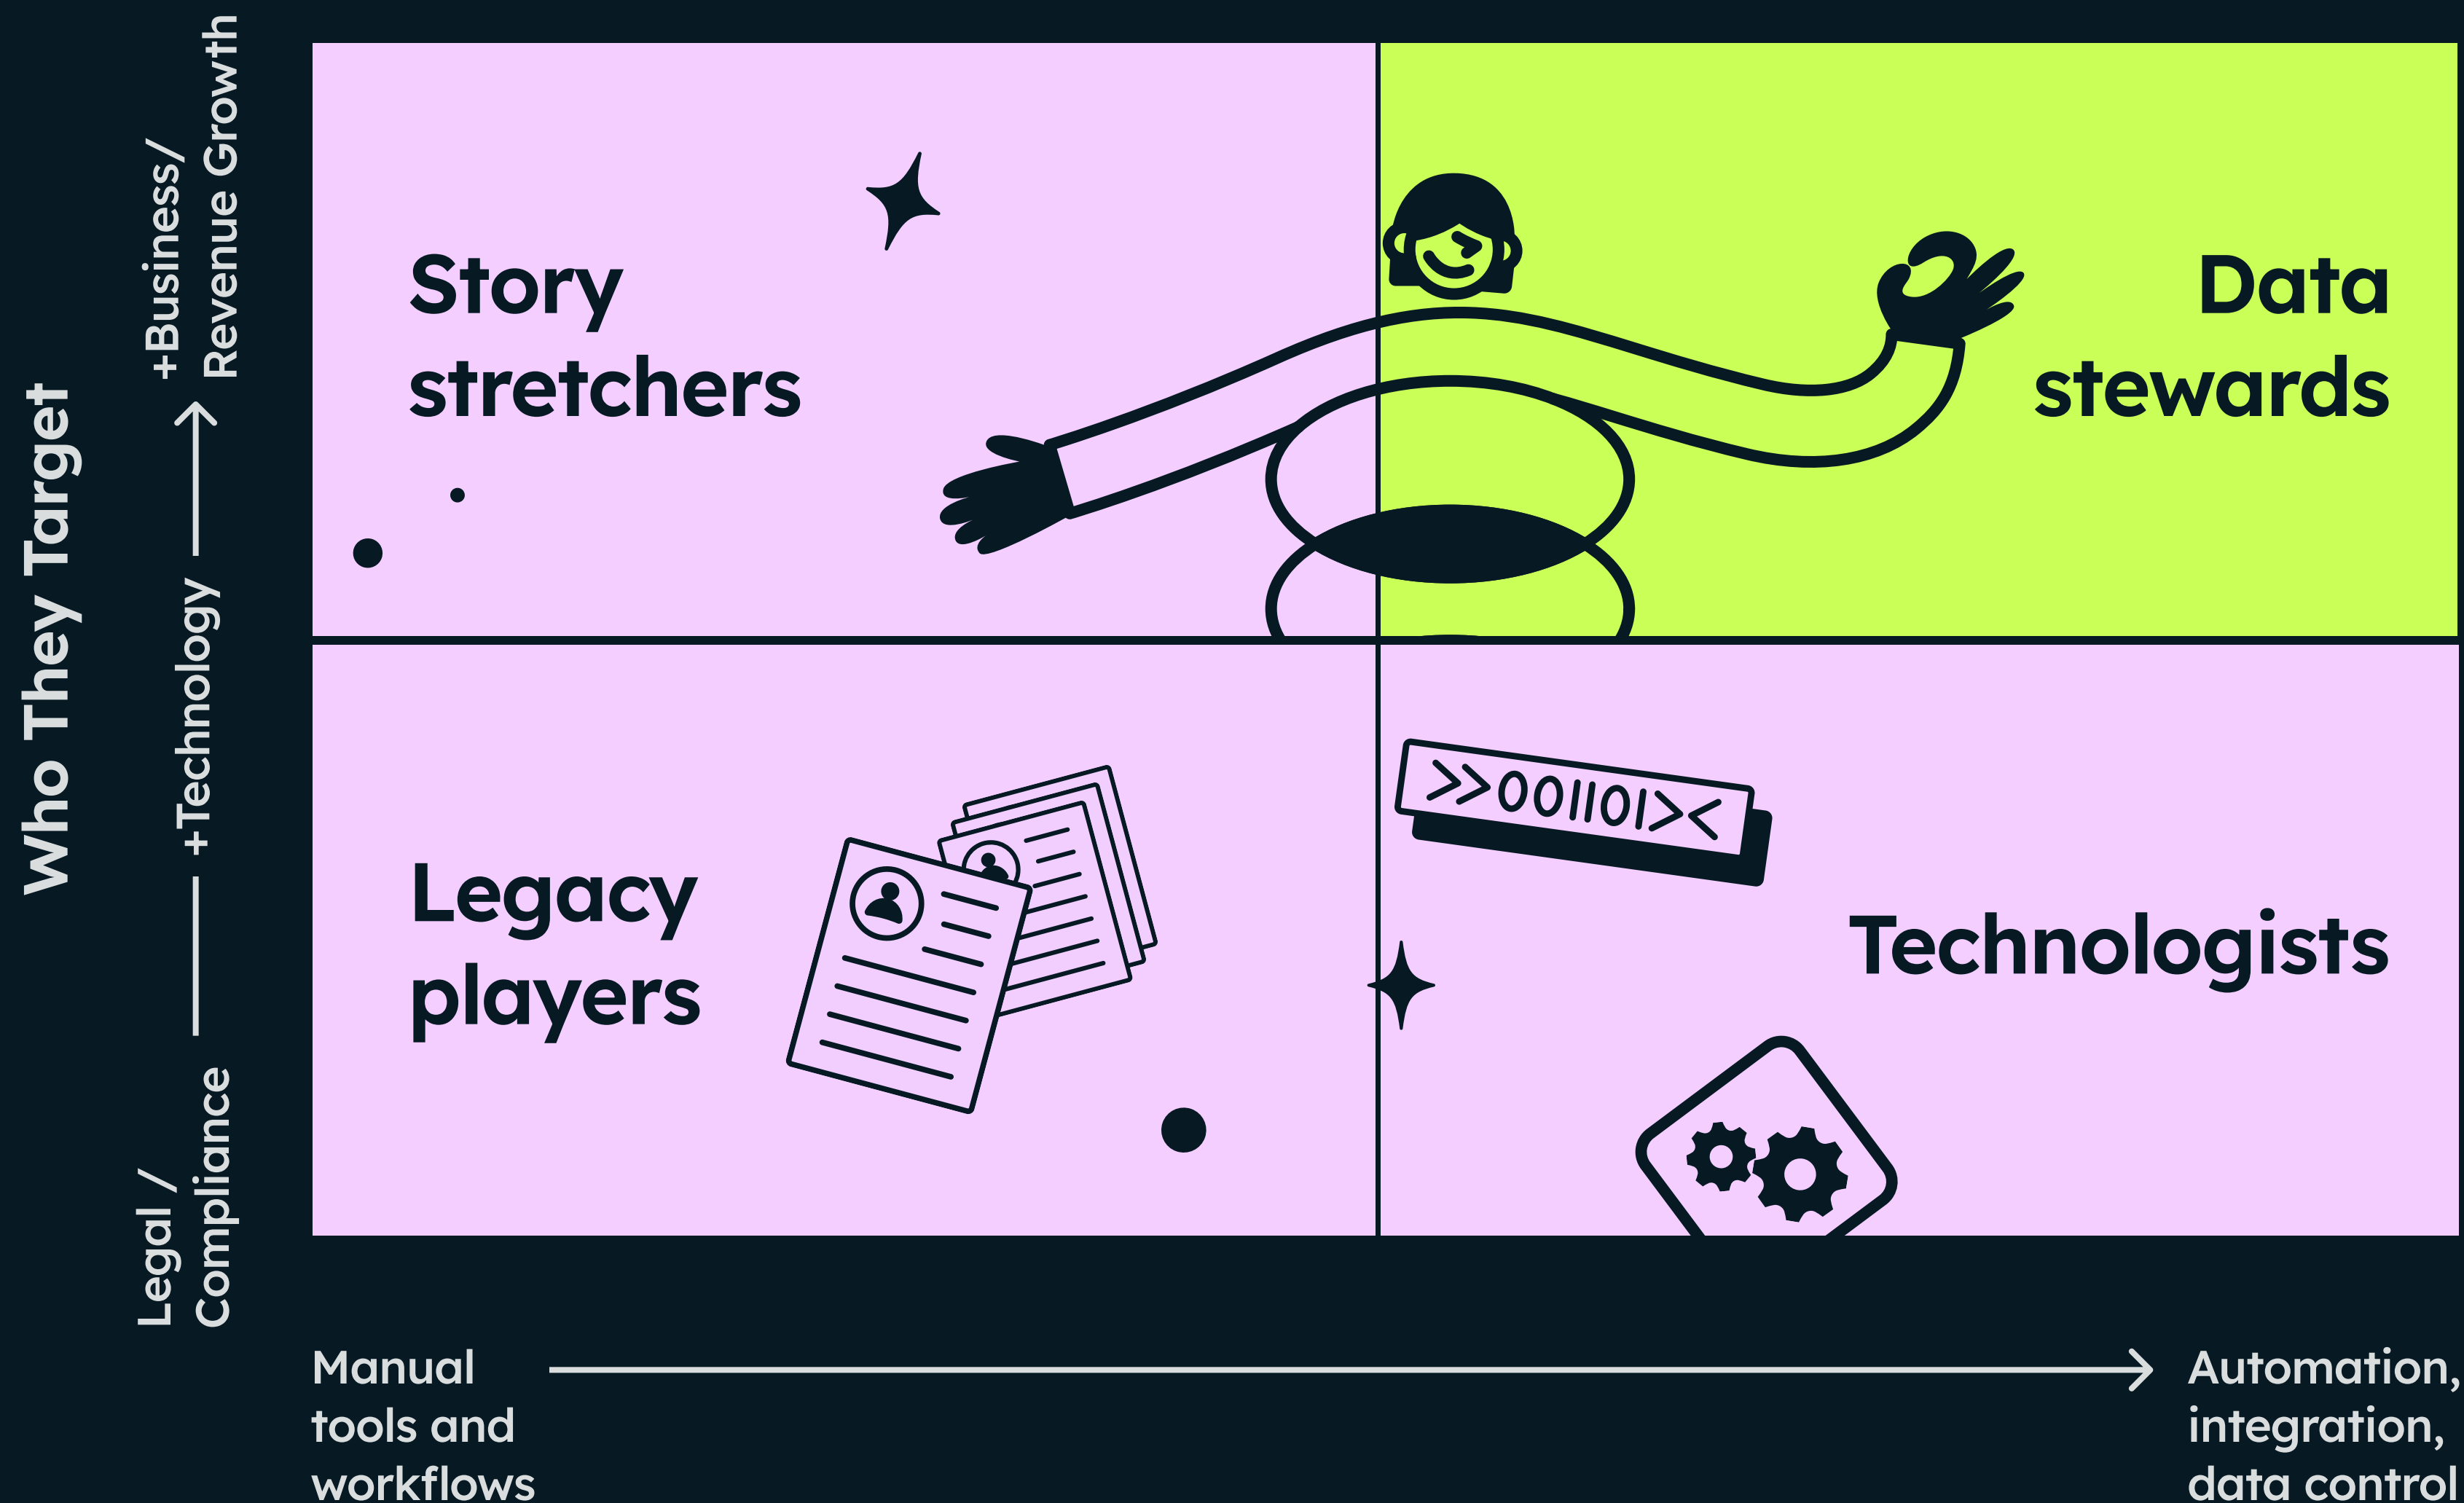 Who They Target
+Business/
Revenue Growth
+Technology
Legal /
Compliance
Story
stretchers
Data
stewards
Legacy
players
>>001101><
Technologists
Manual
tools and
workflows
Automation,
integration,
data control